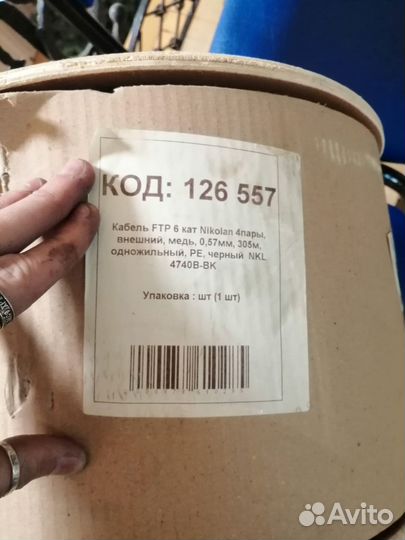 КОД: 126 557
Кабель FTP 6 кат Nikolan 4пары,
внешний, медь, 0,57мм, 305м,
одножильный, PE, черный NKL
4740B-BK
Упаковка : шт (1 шт)
Avito